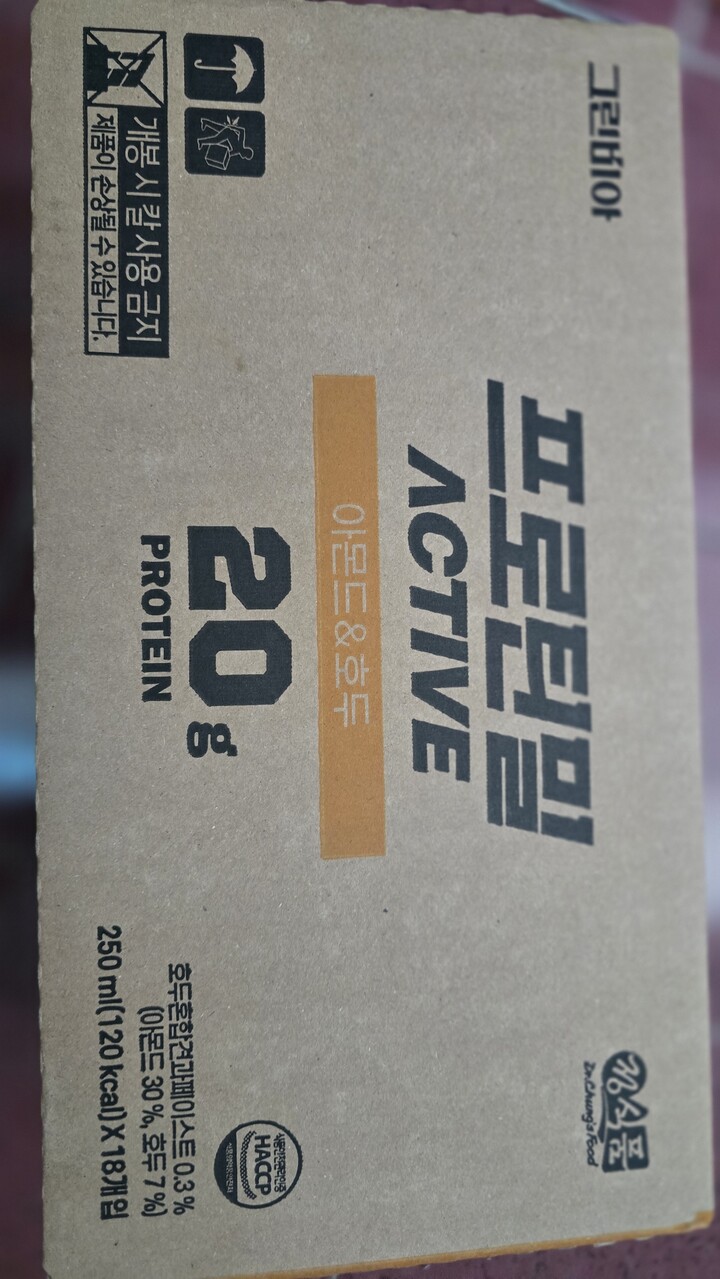 그린비아
정식품
Dr.Chung's Food
프로틴밀
ACTIVE
아몬드&호두
20g
PROTEIN
개봉 시 칼 사용 금지
제품이 손상될 수 있습니다.
HACCP
호두혼합견과페이스트 0.3%
(아몬드 30%, 호두 7%)
250 ml(120 kcal) X 18개입